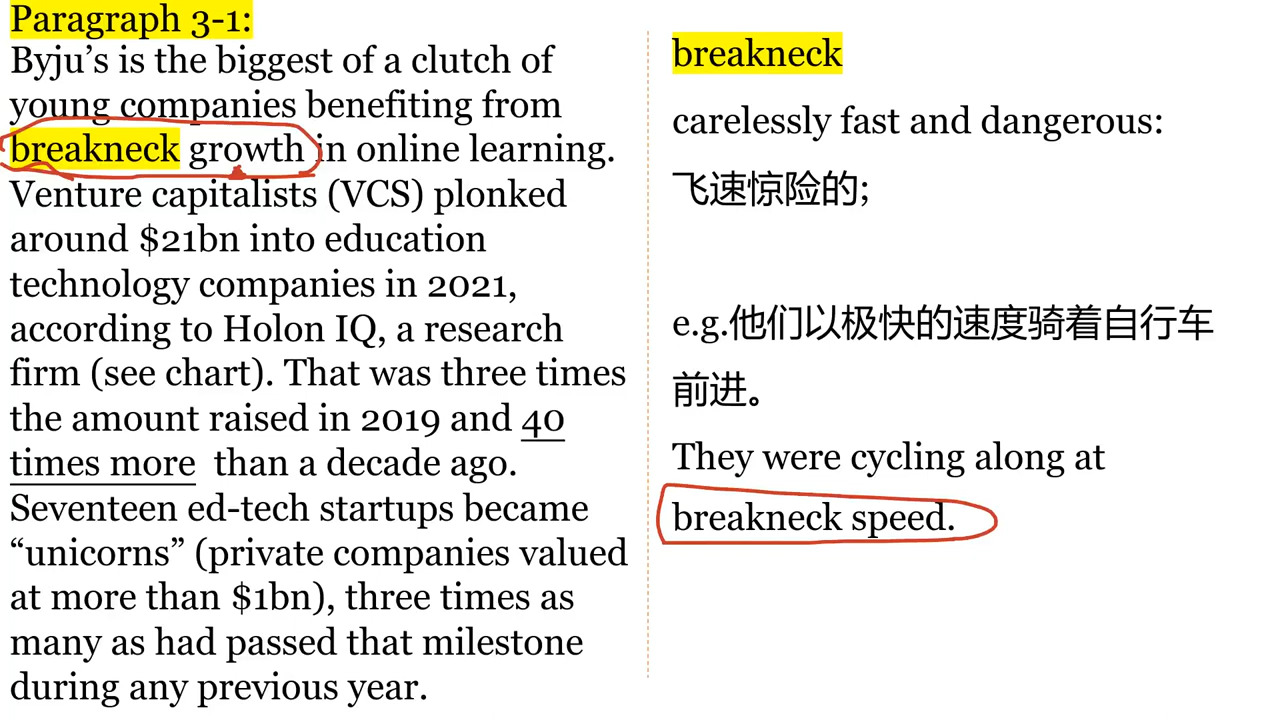 Paragraph 3-1:
Byju’s is the biggest of a clutch of
young companies benefiting from
breakneck growth in online learning.
Venture capitalists (VCS) plonked
around $21bn into education
technology companies in 2021,
according to Holon IQ, a research
firm (see chart). That was three times
the amount raised in 2019 and 40
times more than a decade ago.
Seventeen ed-tech startups became
“unicorns” (private companies valued
at more than $1bn), three times as
many as had passed that milestone
during any previous year.
breakneck
carelessly fast and dangerous:
飞速惊险的;
e.g.他们以极快的速度骑着自行车
前进。
They were cycling along at
breakneck speed.